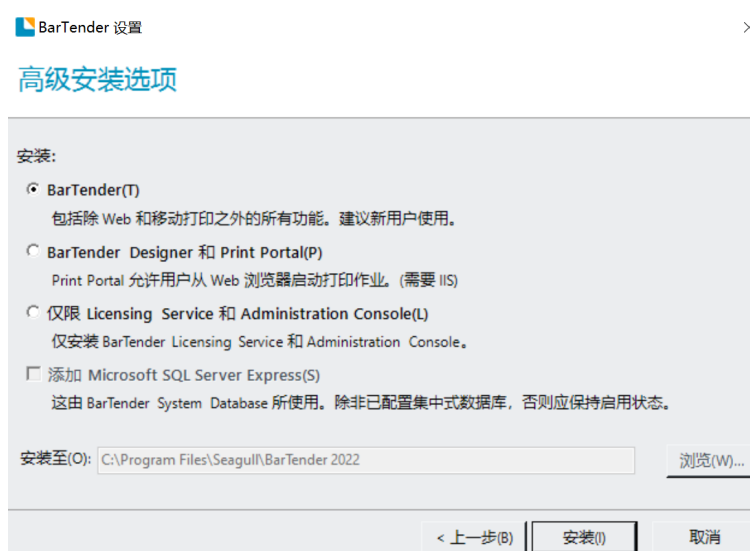 BarTender 设置
高级安装选项
安装:
BarTender(T)
包括除 Web 和移动打印之外的所有功能。建议新用户使用。
BarTender Designer 和 Print Portal(P)
Print Portal 允许用户从 Web 浏览器启动打印作业。(需要 IIS)
仅限 Licensing Service 和 Administration Console(L)
仅安装 BarTender Licensing Service 和 Administration Console。
添加 Microsoft SQL Server Express(S)
这由 BarTender System Database 所使用。除非已配置集中式数据库，否则应保持启用状态。
安装至(O): C:\Program Files\Seagull\BarTender 2022 浏览(W)...
< 上一步(B) 安装(I) 取消